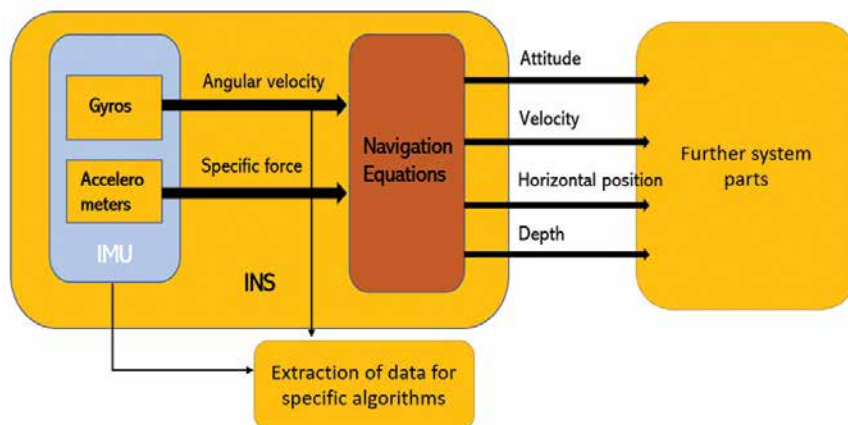 Gyros
Accelero
meters
IMU
Angular velocity
Specific force
INS
Navigation
Equations
Attitude
Velocity
Horizontal position
Depth
Further system
parts
Extraction of data for
specific algorithms